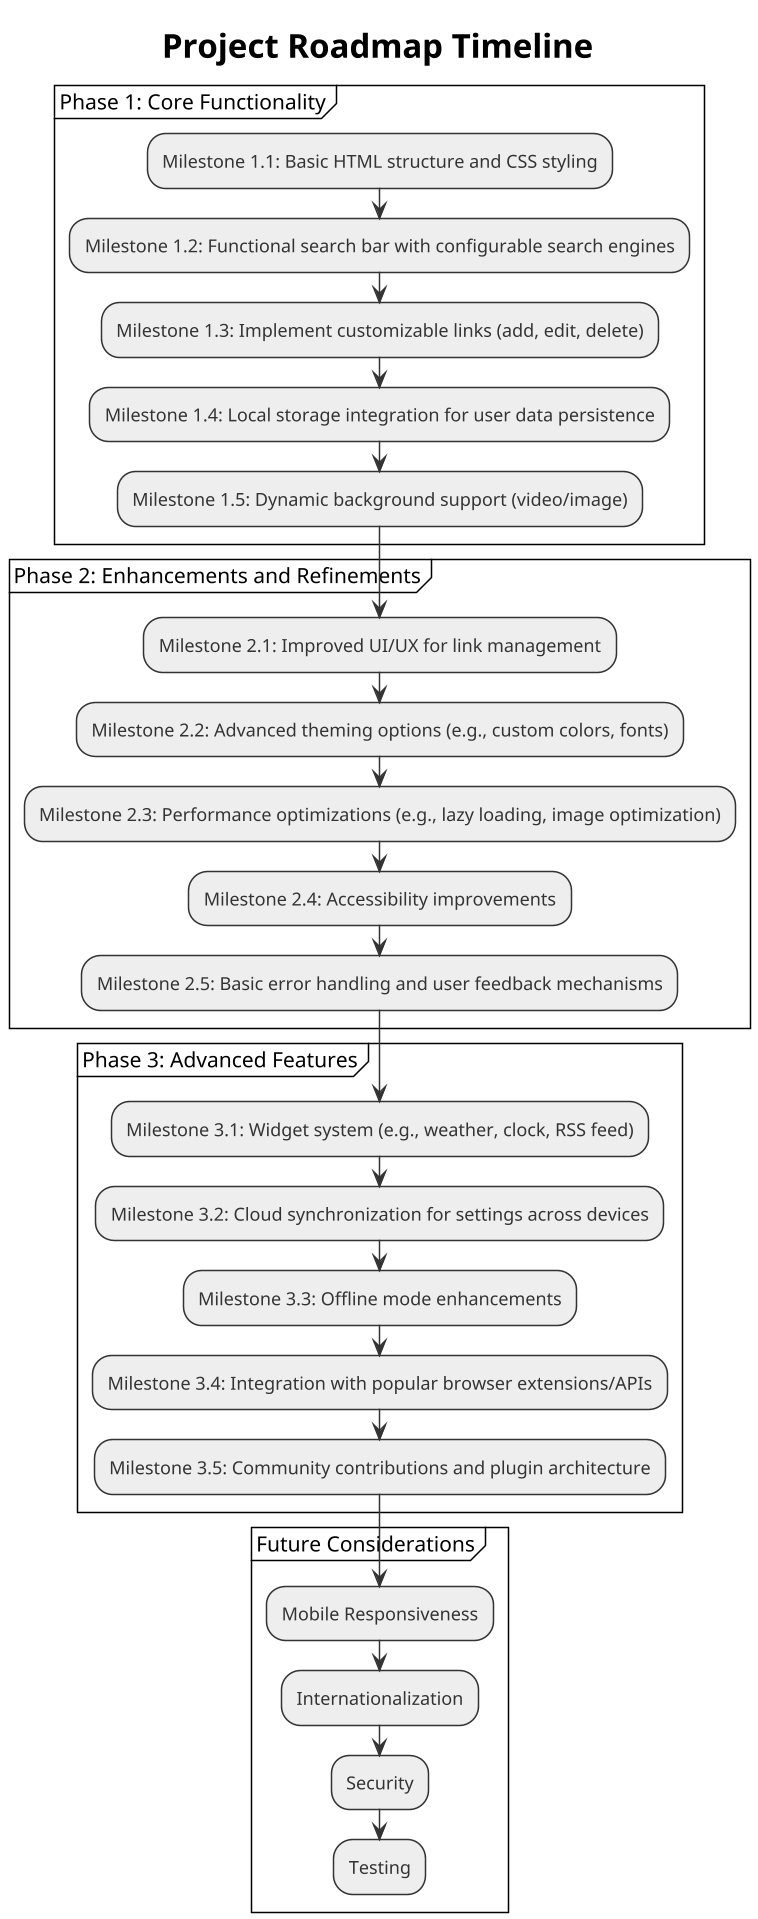 Project Roadmap Timeline
Phase 1: Core Functionality
Milestone 1.1: Basic HTML structure and CSS styling
Milestone 1.2: Functional search bar with configurable search engines
Milestone 1.3: Implement customizable links (add, edit, delete)
Milestone 1.4: Local storage integration for user data persistence
Milestone 1.5: Dynamic background support (video/image)
Phase 2: Enhancements and Refinements
Milestone 2.1: Improved UI/UX for link management
Milestone 2.2: Advanced theming options (e.g., custom colors, fonts)
Milestone 2.3: Performance optimizations (e.g., lazy loading, image optimization)
Milestone 2.4: Accessibility improvements
Milestone 2.5: Basic error handling and user feedback mechanisms
Phase 3: Advanced Features
Milestone 3.1: Widget system (e.g., weather, clock, RSS feed)
Milestone 3.2: Cloud synchronization for settings across devices
Milestone 3.3: Offline mode enhancements
Milestone 3.4: Integration with popular browser extensions/APIs
Milestone 3.5: Community contributions and plugin architecture
Future Considerations
Mobile Responsiveness
Internationalization
Security
Testing